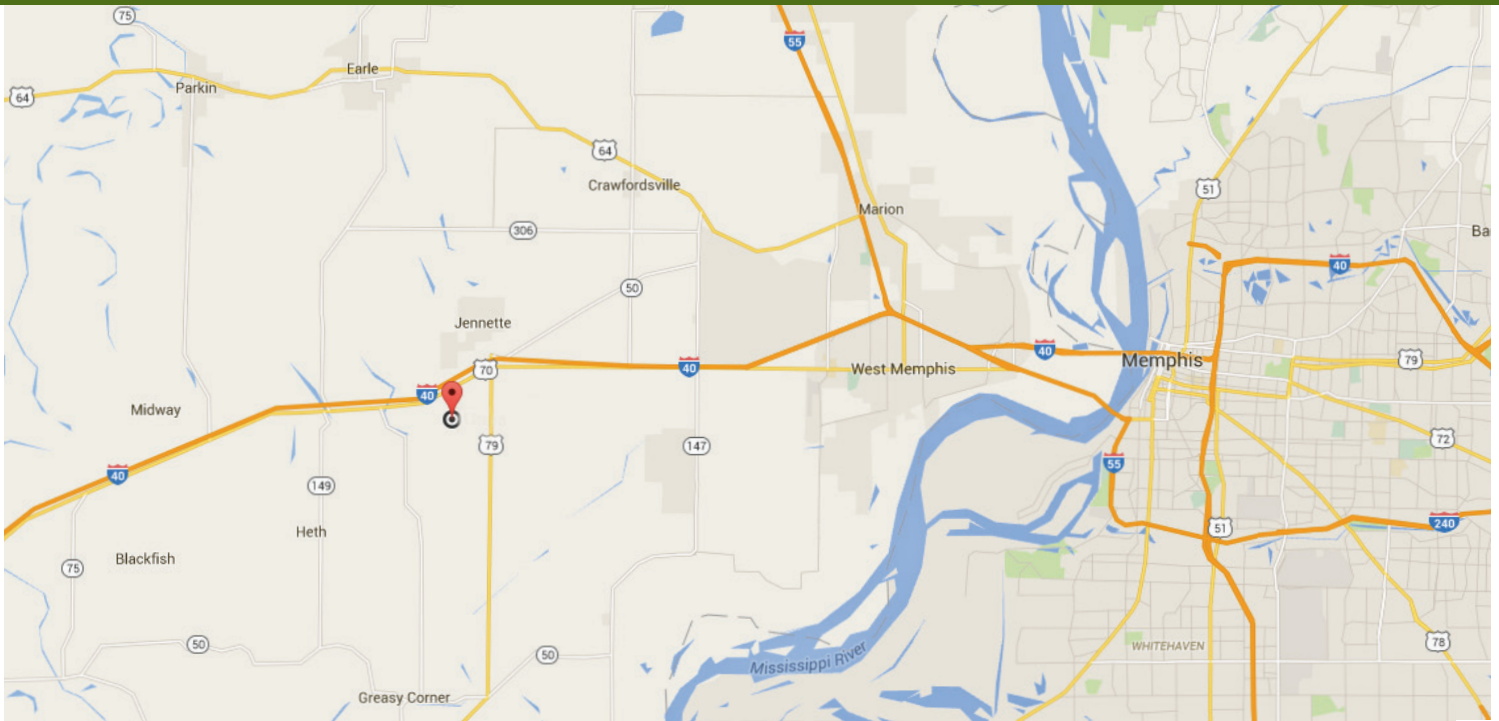 75
55
Earle
Parkin
64
64
Crawfordsville
51
Marion
306
Ba
40
50
Jennette
40
Memphis
79
70
40
West Memphis
40
Midway
72
79
147
55
40
149
51
240
Heth
Blackfish
75
78
50
WHITEHAVEN
50
Mississippi River
Greasy Corner